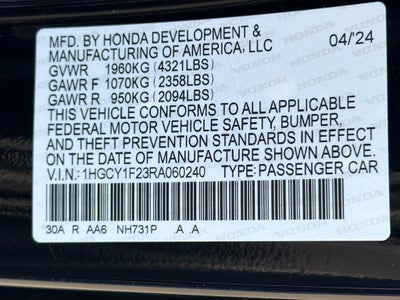 MFD. BY HONDA DEVELOPMENT &
MANUFACTURING OF AMERICA, LLC 04/24
GVWR 1960KG (4321LBS)
GAWR F 1070KG (2358LBS)
GAWR R 950KG (2094LBS)
THIS VEHICLE CONFORMS TO ALL APPLICABLE
FEDERAL MOTOR VEHICLE SAFETY, BUMPER,
AND THEFT PREVENTION STANDARDS IN EFFECT
ON THE DATE OF MANUFACTURE SHOWN ABOVE.
V.I.N:1HGCY1F23RA060240 TYPE:PASSENGER CAR
30A R AA6 NH731P .A .A